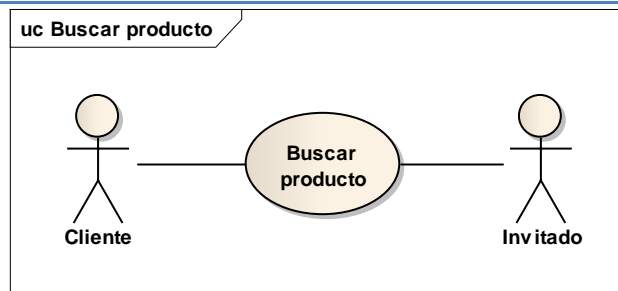 uc Buscar producto
Buscar
producto
Cliente
Invitado